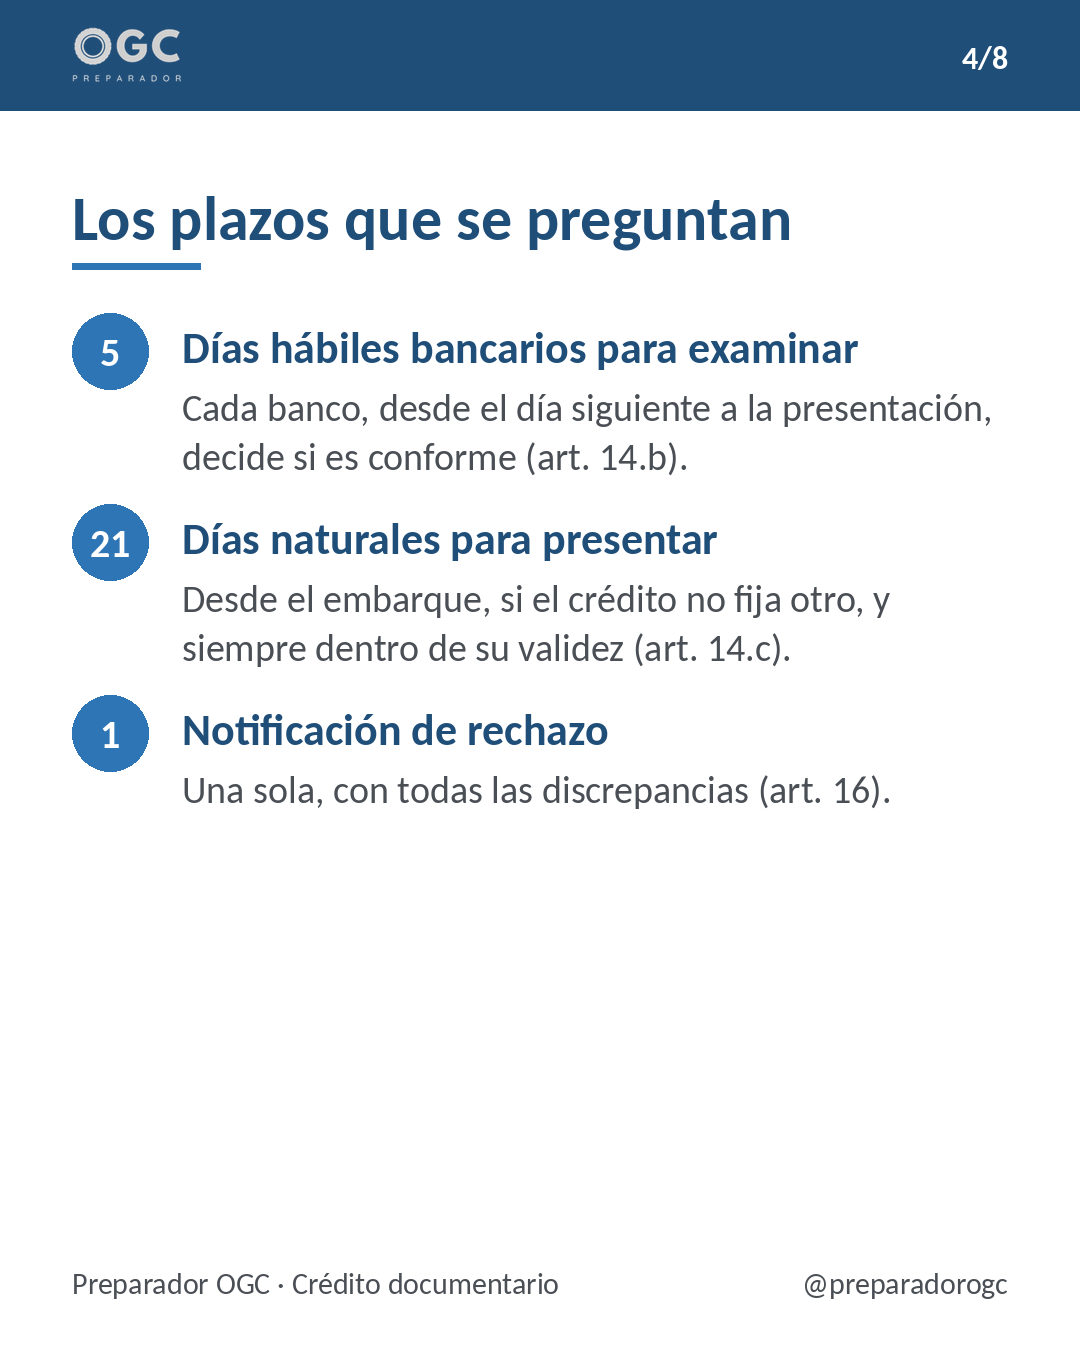 OGC
PREPARADOR
4/8
Los plazos que se preguntan
5
Días hábiles bancarios para examinar
Cada banco, desde el día siguiente a la presentación,
decide si es conforme (art. 14.b).
21
Días naturales para presentar
Desde el embarque, si el crédito no fija otro, y
siempre dentro de su validez (art. 14.c).
1
Notificación de rechazo
Una sola, con todas las discrepancias (art. 16).
Preparador OGC · Crédito documentario
@preparadorogc